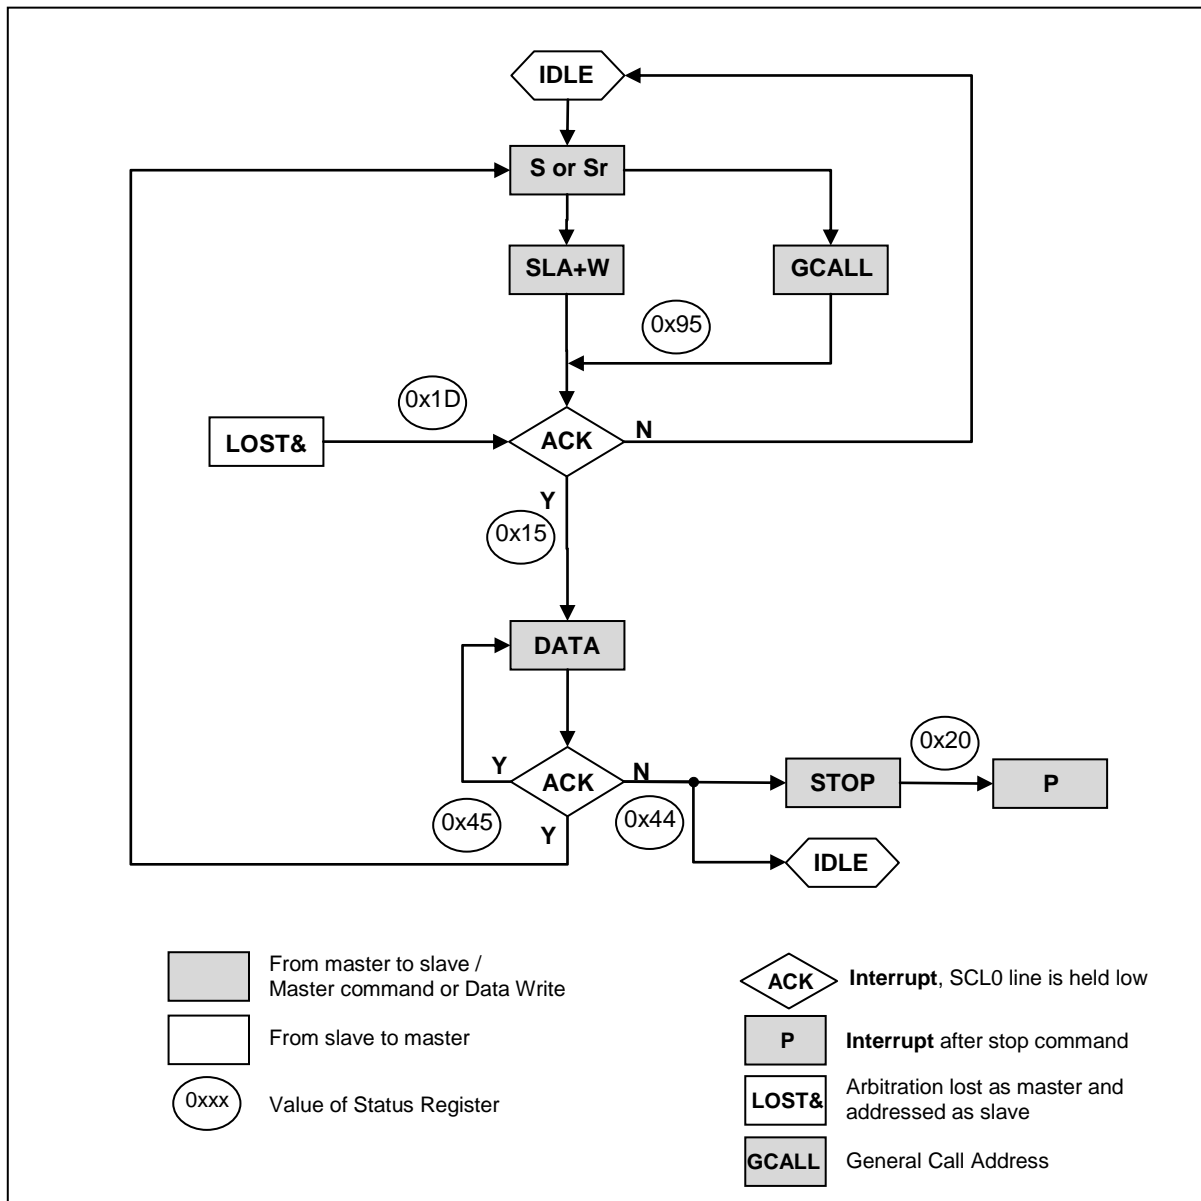 IDLE
S or Sr
SLA+W
GCALL
0x95
0x1D
LOST&
ACK
N
Y
0x15
DATA
Y
ACK
N
0x20
STOP
P
0x45
Y
0x44
IDLE
From master to slave /
Master command or Data Write
From slave to master
0xxx
Value of Status Register
ACK
Interrupt, SCL0 line is held low
P
Interrupt after stop command
LOST&
Arbitration lost as master and
addressed as slave
GCALL
General Call Address